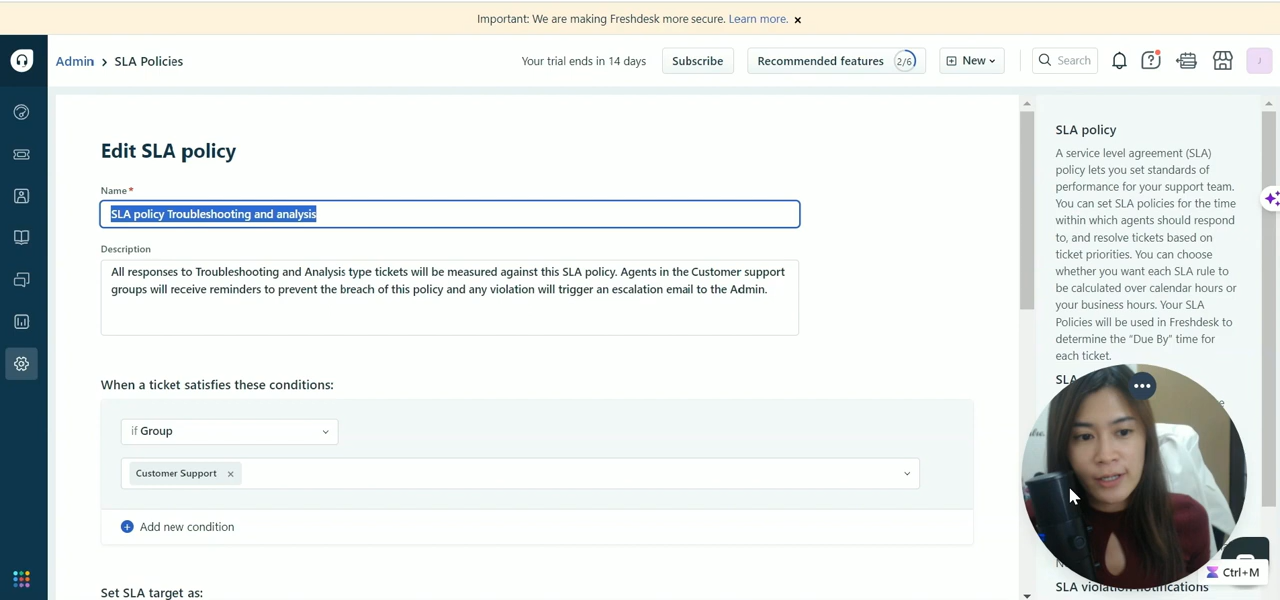 Important: We are making Freshdesk more secure. Learn more. ×
Admin > SLA Policies
Your trial ends in 14 days
Subscribe
Recommended features 2/6
New
Search
J
Edit SLA policy
Name*
SLA policy Troubleshooting and analysis
Description
All responses to Troubleshooting and Analysis type tickets will be measured against this SLA policy. Agents in the Customer support
groups will receive reminders to prevent the breach of this policy and any violation will trigger an escalation email to the Admin.
When a ticket satisfies these conditions:
if Group
Customer Support ×
Add new condition
Set SLA target as:
SLA policy
A service level agreement (SLA)
policy lets you set standards of
performance for your support team.
You can set SLA policies for the time
within which agents should respond
to, and resolve tickets based on
ticket priorities. You can choose
whether you want each SLA rule to
be calculated over calendar hours or
your business hours. Your SLA
Policies will be used in Freshdesk to
determine the "Due By" time for
each ticket.
SLA
Ctrl+M
SLA violation notifications